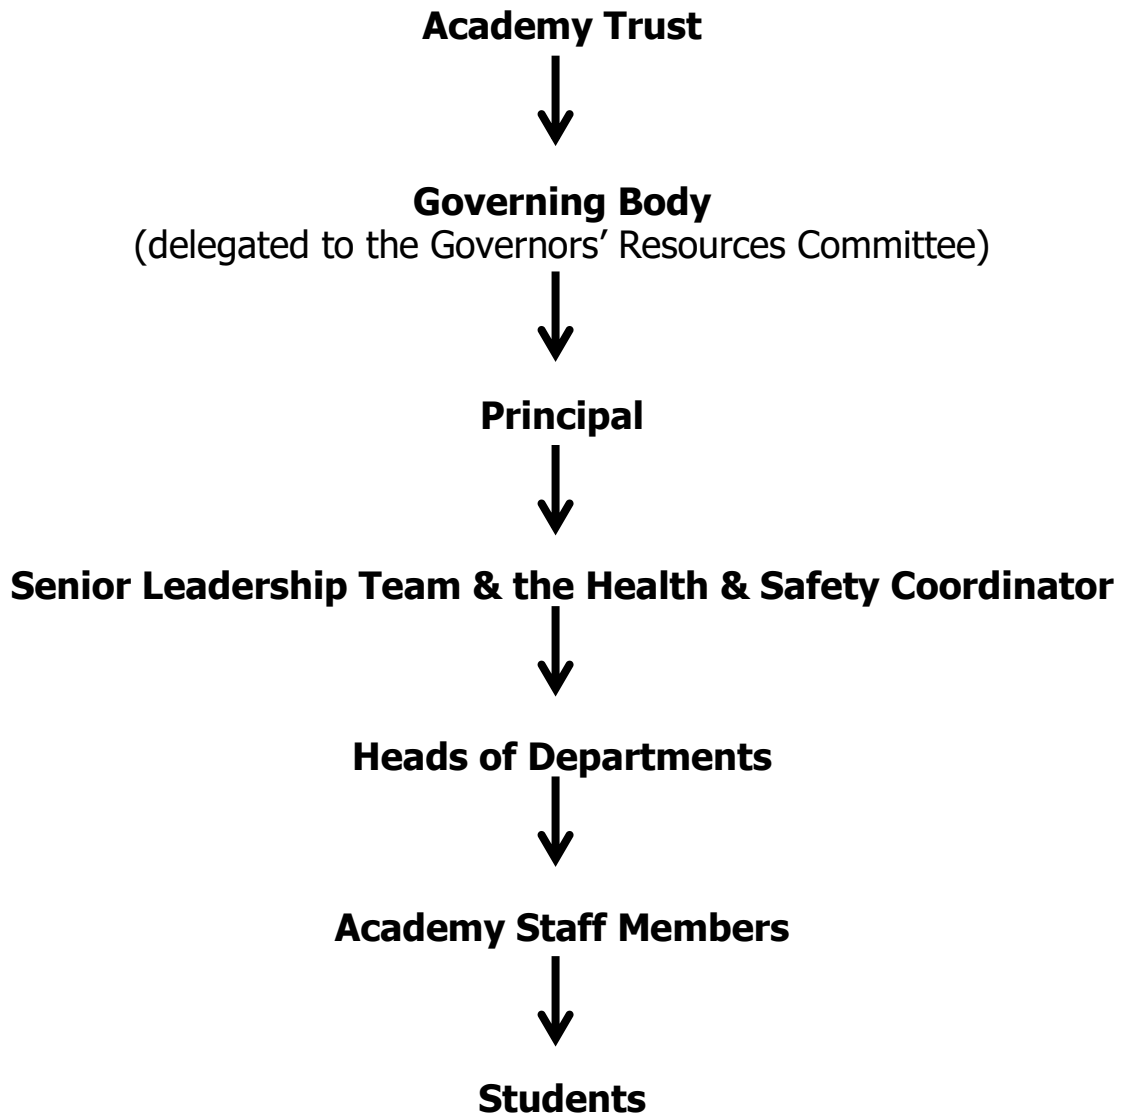 Academy Trust
Governing Body
(delegated to the Governors’ Resources Committee)
Principal
Senior Leadership Team & the Health & Safety Coordinator
Heads of Departments
Academy Staff Members
Students